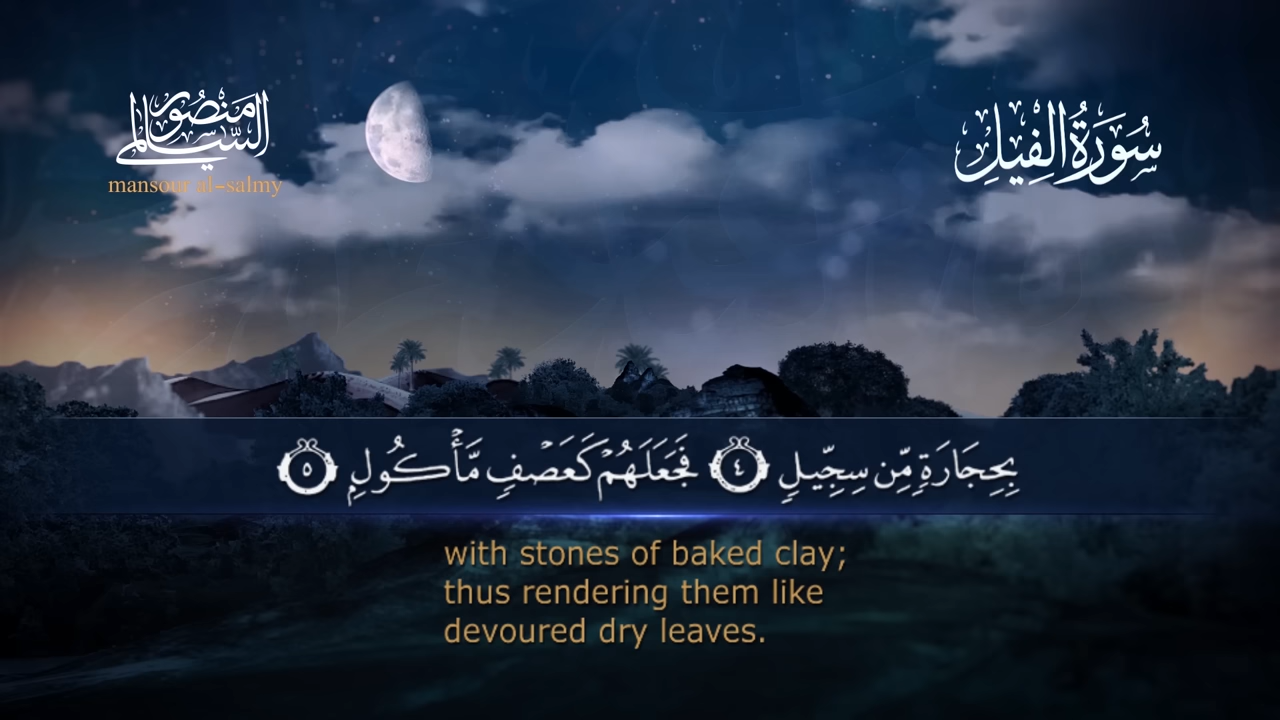 منصور السالمي
mansour al-salmy
سُورَةُ الْفِيلِ
بِحِجَارَةٍ مِّن سِجِّيلٍ ٤ فَجَعَلَهُمْ كَعَصْفٍ مَّأْكُولٍ ٥
with stones of baked clay;
thus rendering them like
devoured dry leaves.